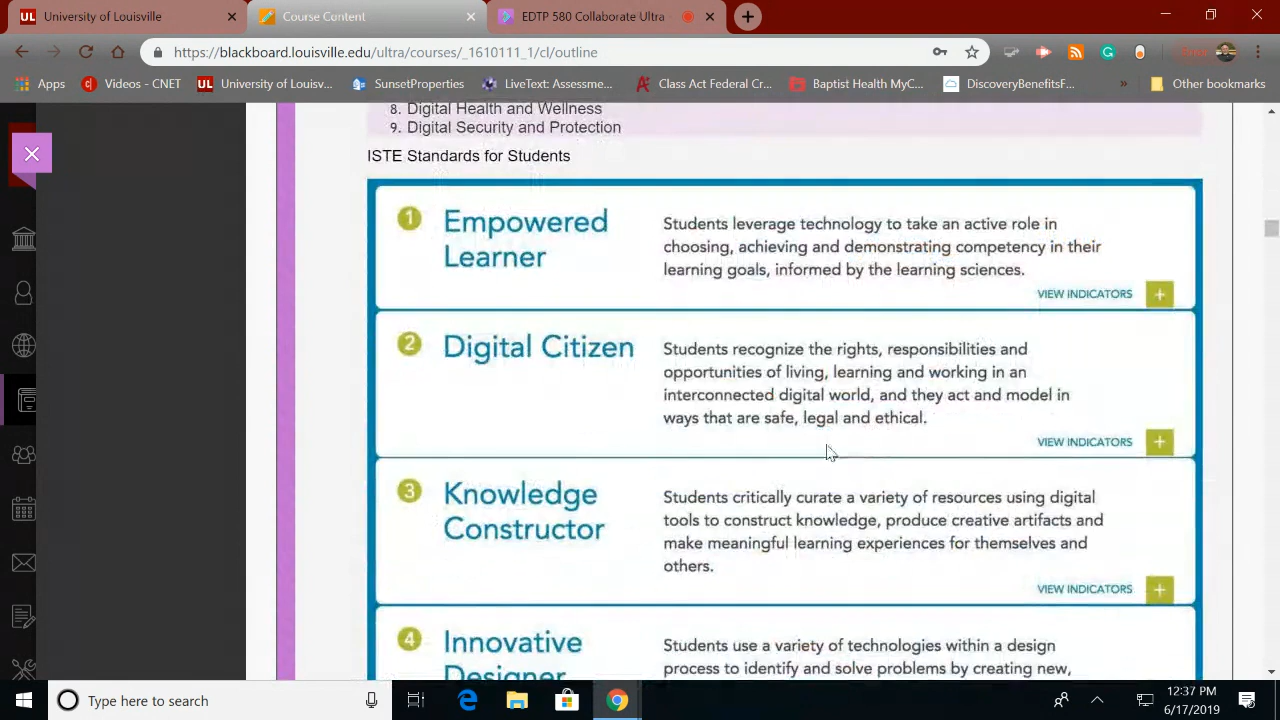 University of Louisville
Course Content
EDTP 580 Collaborate Ultra
https://blackboard.louisville.edu/ultra/courses/_1610111_1/cl/outline
Apps
Videos - CNET
University of Louisv...
SunsetProperties
LiveText: Assessme...
Class Act Federal Cr...
Baptist Health MyC...
DiscoveryBenefitsF...
»
Other bookmarks
8. Digital Health and Wellness
9. Digital Security and Protection
ISTE Standards for Students
1
Empowered
Learner
Students leverage technology to take an active role in
choosing, achieving and demonstrating competency in their
learning goals, informed by the learning sciences.
VIEW INDICATORS +
2
Digital Citizen
Students recognize the rights, responsibilities and
opportunities of living, learning and working in an
interconnected digital world, and they act and model in
ways that are safe, legal and ethical.
VIEW INDICATORS +
3
Knowledge
Constructor
Students critically curate a variety of resources using digital
tools to construct knowledge, produce creative artifacts and
make meaningful learning experiences for themselves and
others.
VIEW INDICATORS +
4
Innovative
Designer
Students use a variety of technologies within a design
process to identify and solve problems by creating new,
Type here to search
12:37 PM
6/17/2019